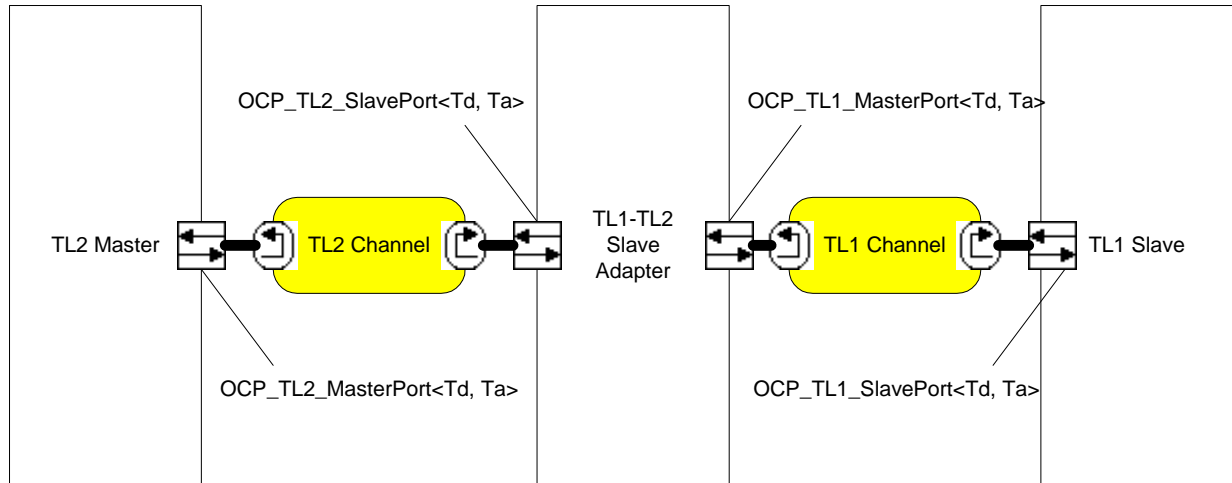 OCP_TL2_SlavePort<Td, Ta>
OCP_TL1_MasterPort<Td, Ta>
TL2 Master
TL2 Channel
TL1-TL2
Slave
Adapter
TL1 Channel
TL1 Slave
OCP_TL2_MasterPort<Td, Ta>
OCP_TL1_SlavePort<Td, Ta>